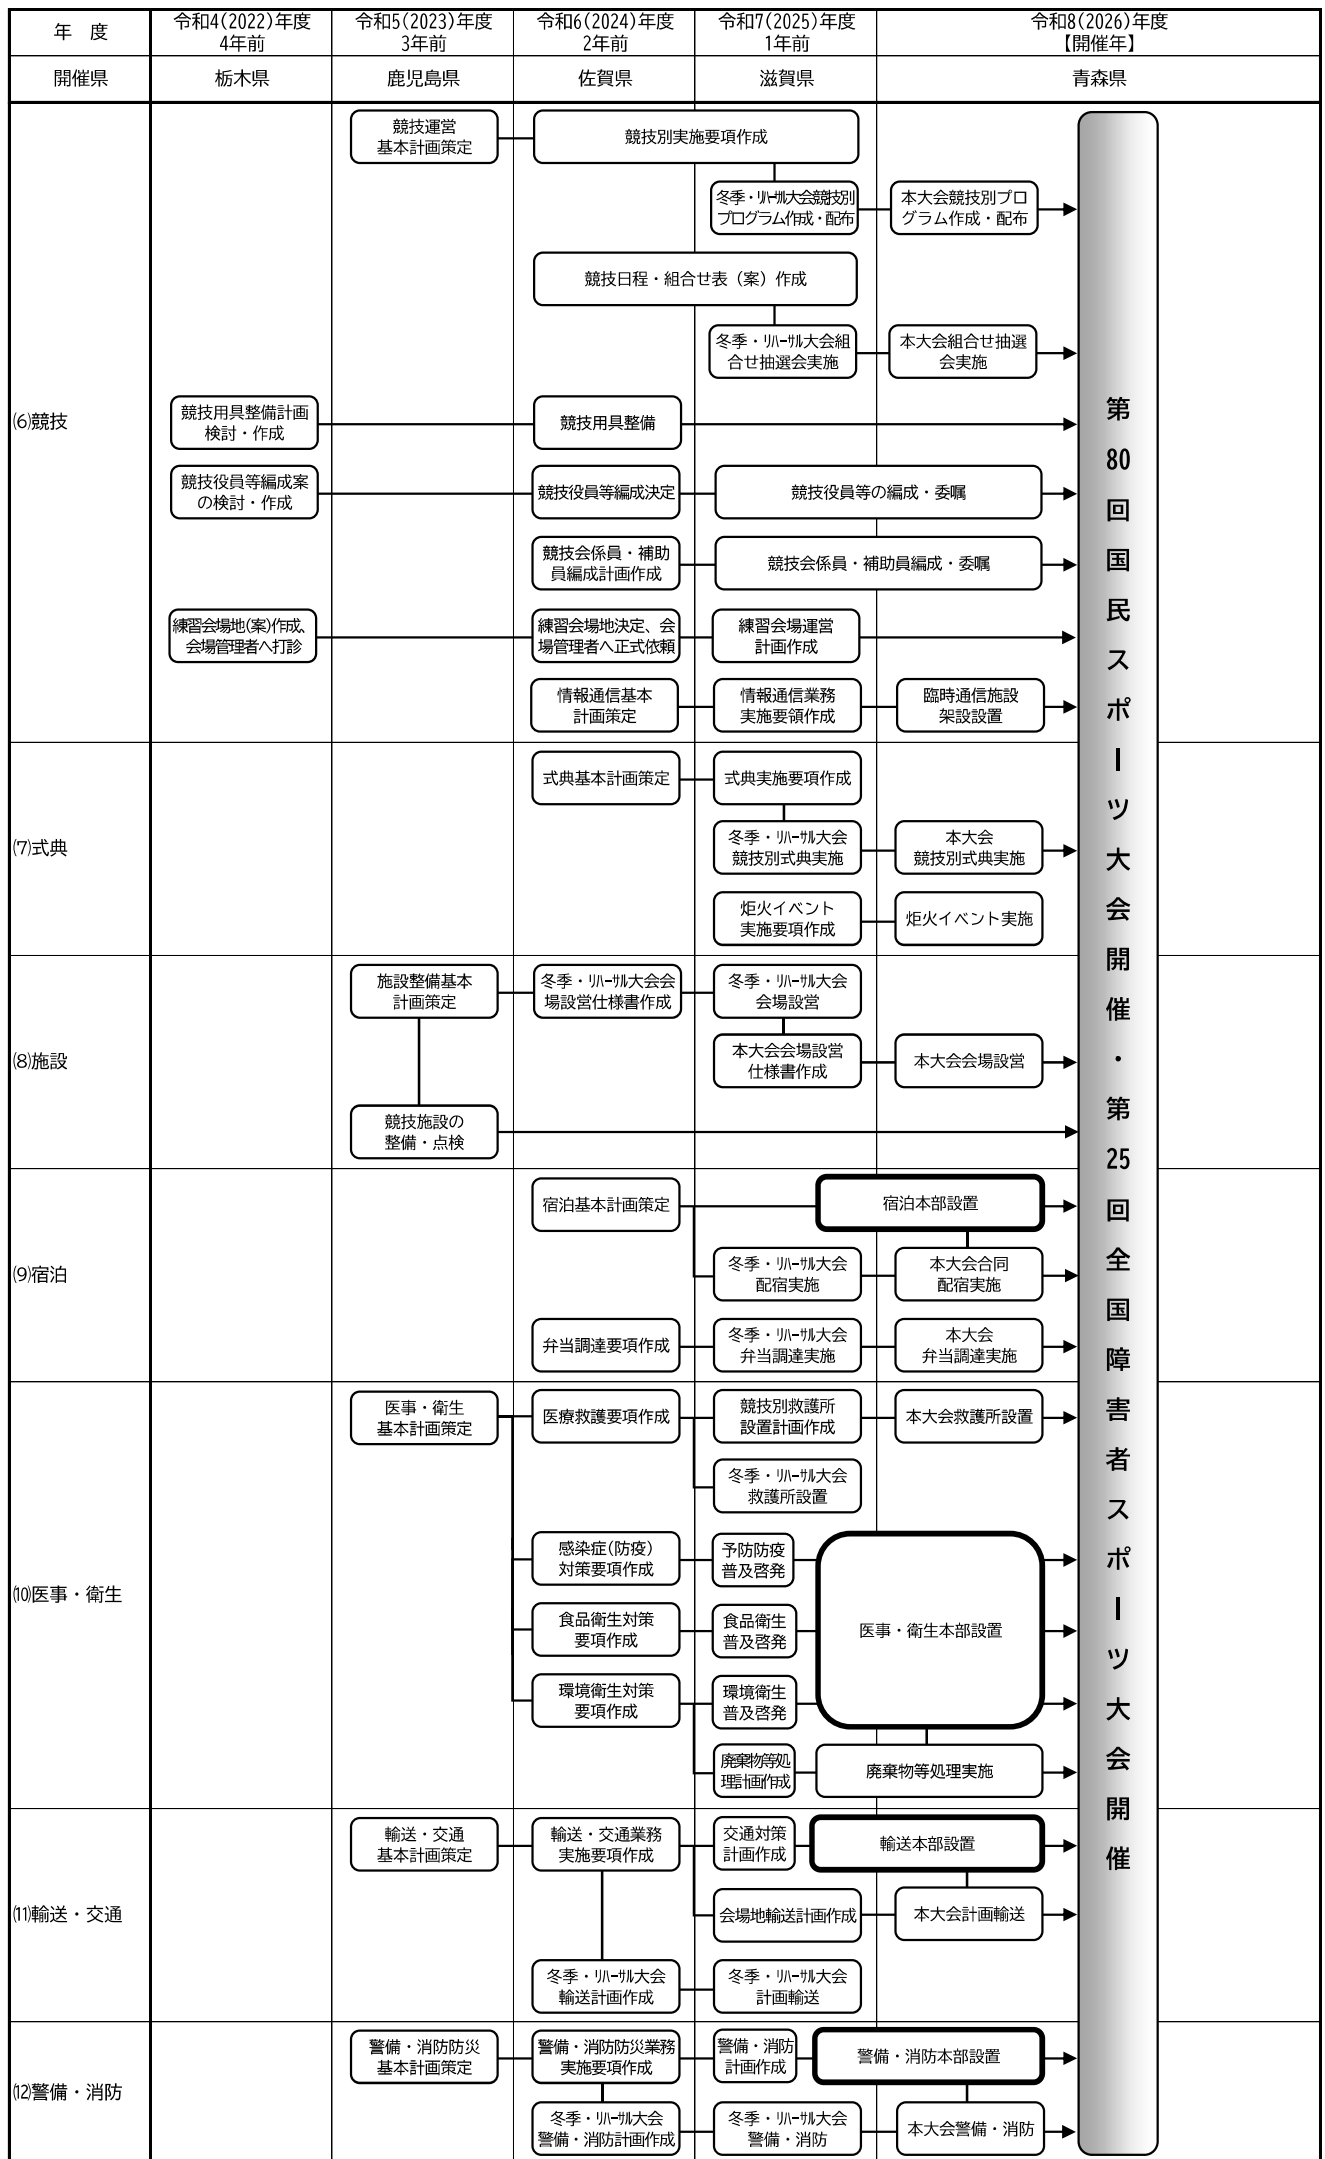 年　度
令和4(2022)年度
4年前
令和5(2023)年度
3年前
令和6(2024)年度
2年前
令和7(2025)年度
1年前
令和8(2026)年度
【開催年】
開催県
栃木県
鹿児島県
佐賀県
滋賀県
青森県
⑹競技
競技運営
基本計画策定
競技別実施要項作成
冬季・ﾘﾊｰｻﾙ大会競技別
プログラム作成・配布
本大会競技別プロ
グラム作成・配布
競技日程・組合せ表（案）作成
冬季・ﾘﾊｰｻﾙ大会組
合せ抽選会実施
本大会組合せ抽選
会実施
競技用具整備計画
検討・作成
競技用具整備
競技役員等編成案
の検討・作成
競技役員等編成決定
競技役員等の編成・委嘱
競技会係員・補助
員編成計画作成
競技会係員・補助員編成・委嘱
練習会場地(案)作成、
会場管理者へ打診
練習会場地決定、会
場管理者へ正式依頼
練習会場運営
計画作成
情報通信基本
計画策定
情報通信業務
実施要領作成
臨時通信施設
架設設置
⑺式典
式典基本計画策定
式典実施要項作成
冬季・ﾘﾊｰｻﾙ大会
競技別式典実施
本大会
競技別式典実施
炬火イベント
実施要項作成
炬火イベント実施
⑻施設
施設整備基本
計画策定
冬季・ﾘﾊｰｻﾙ大会会
場設営仕様書作成
冬季・ﾘﾊｰｻﾙ大会
会場設営
本大会会場設営
仕様書作成
本大会会場設営
競技施設の
整備・点検
⑼宿泊
宿泊基本計画策定
宿泊本部設置
冬季・ﾘﾊｰｻﾙ大会
配宿実施
本大会合同
配宿実施
弁当調達要項作成
冬季・ﾘﾊｰｻﾙ大会
弁当調達実施
本大会
弁当調達実施
⑽医事・衛生
医事・衛生
基本計画策定
医療救護要項作成
競技別救護所
設置計画作成
本大会救護所設置
冬季・ﾘﾊｰｻﾙ大会
救護所設置
感染症(防疫)
対策要項作成
予防防疫
普及啓発
医事・衛生本部設置
食品衛生対策
要項作成
食品衛生
普及啓発
環境衛生対策
要項作成
環境衛生
普及啓発
廃棄物等処
理計画作成
廃棄物等処理実施
⑾輸送・交通
輸送・交通
基本計画策定
輸送・交通業務
実施要項作成
交通対策
計画作成
輸送本部設置
会場地輸送計画作成
本大会計画輸送
冬季・ﾘﾊｰｻﾙ大会
輸送計画作成
冬季・ﾘﾊｰｻﾙ大会
計画輸送
⑿警備・消防
警備・消防防災
基本計画策定
警備・消防防災業務
実施要項作成
警備・消防
計画作成
警備・消防本部設置
冬季・ﾘﾊｰｻﾙ大会
警備・消防計画作成
冬季・ﾘﾊｰｻﾙ大会
警備・消防
本大会警備・消防
第80回国民スポーツ大会開催・第25回全国障害者スポーツ大会開催